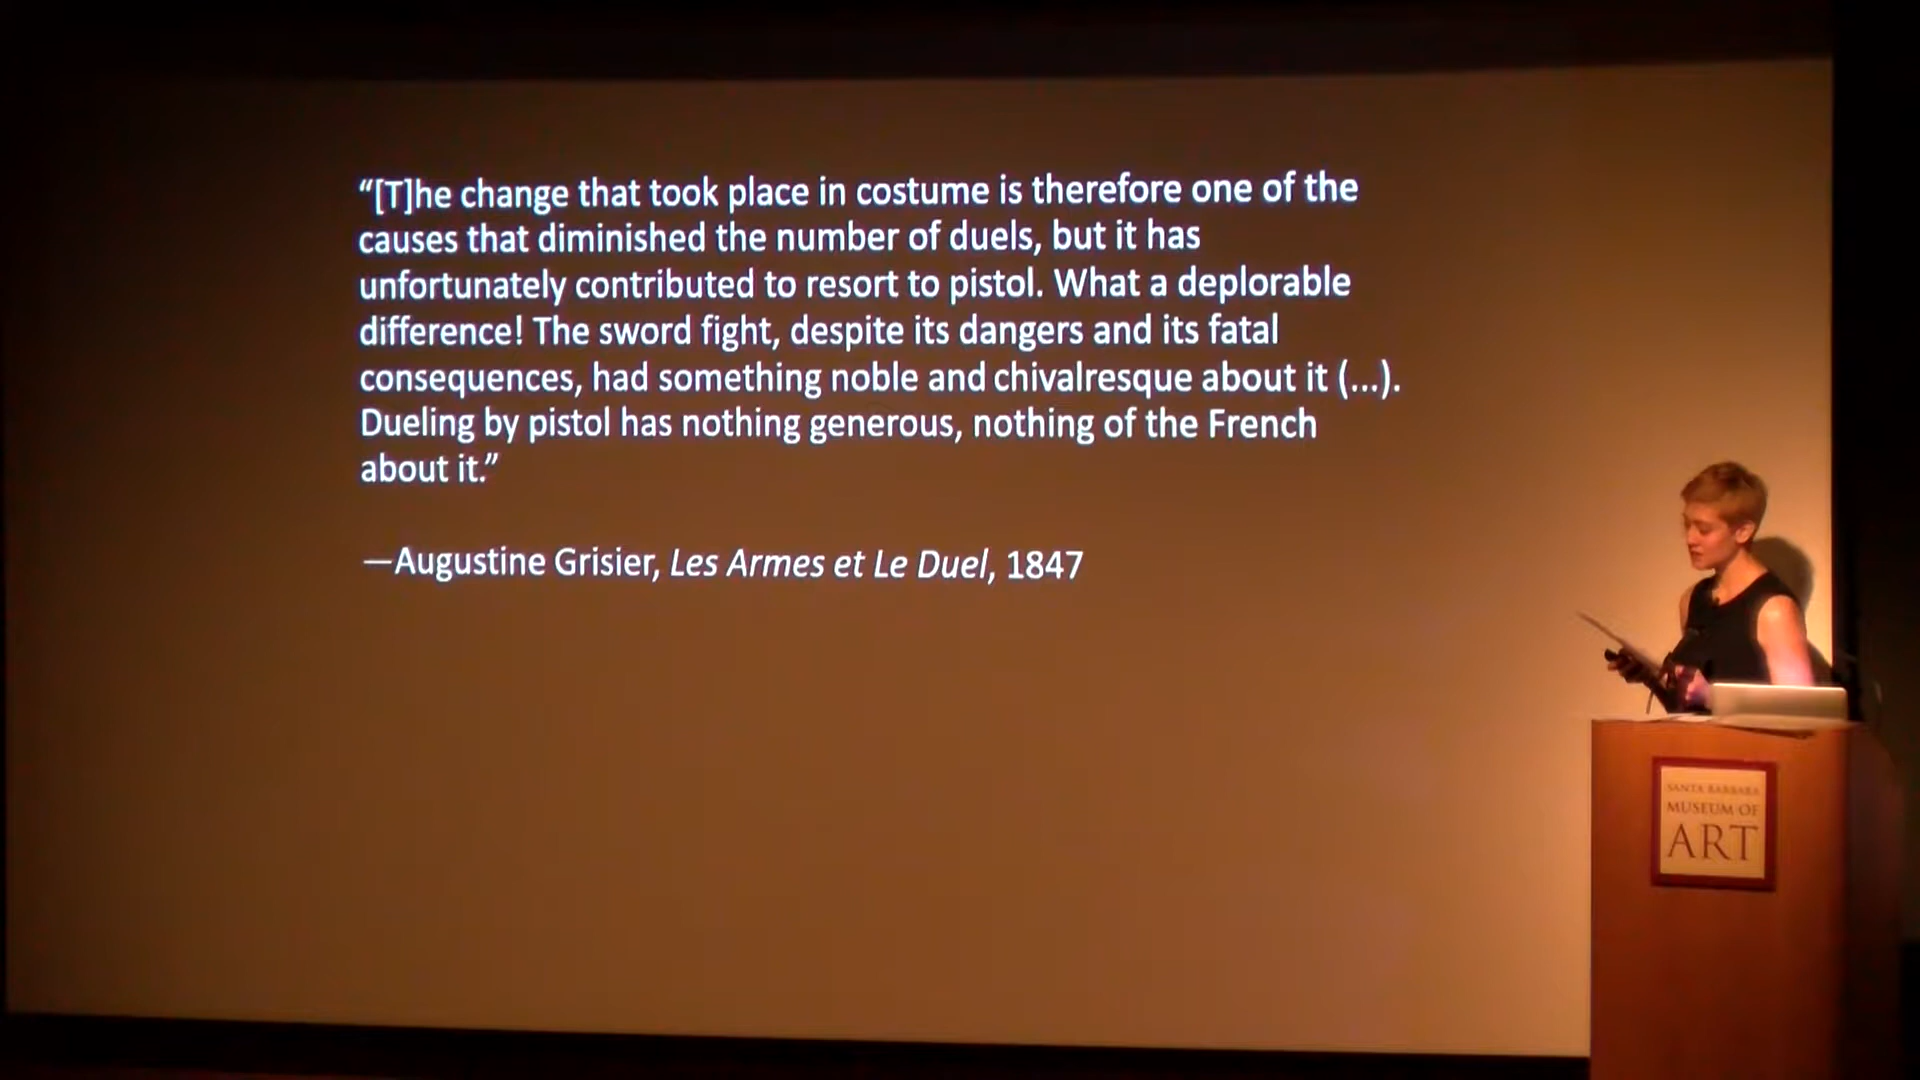 “[T]he change that took place in costume is therefore one of the
causes that diminished the number of duels, but it has
unfortunately contributed to resort to pistol. What a deplorable
difference! The sword fight, despite its dangers and its fatal
consequences, had something noble and chivalresque about it (...).
Dueling by pistol has nothing generous, nothing of the French
about it.”
—Augustine Grisier, Les Armes et Le Duel, 1847
SANTA BARBARA
MUSEUM OF
ART